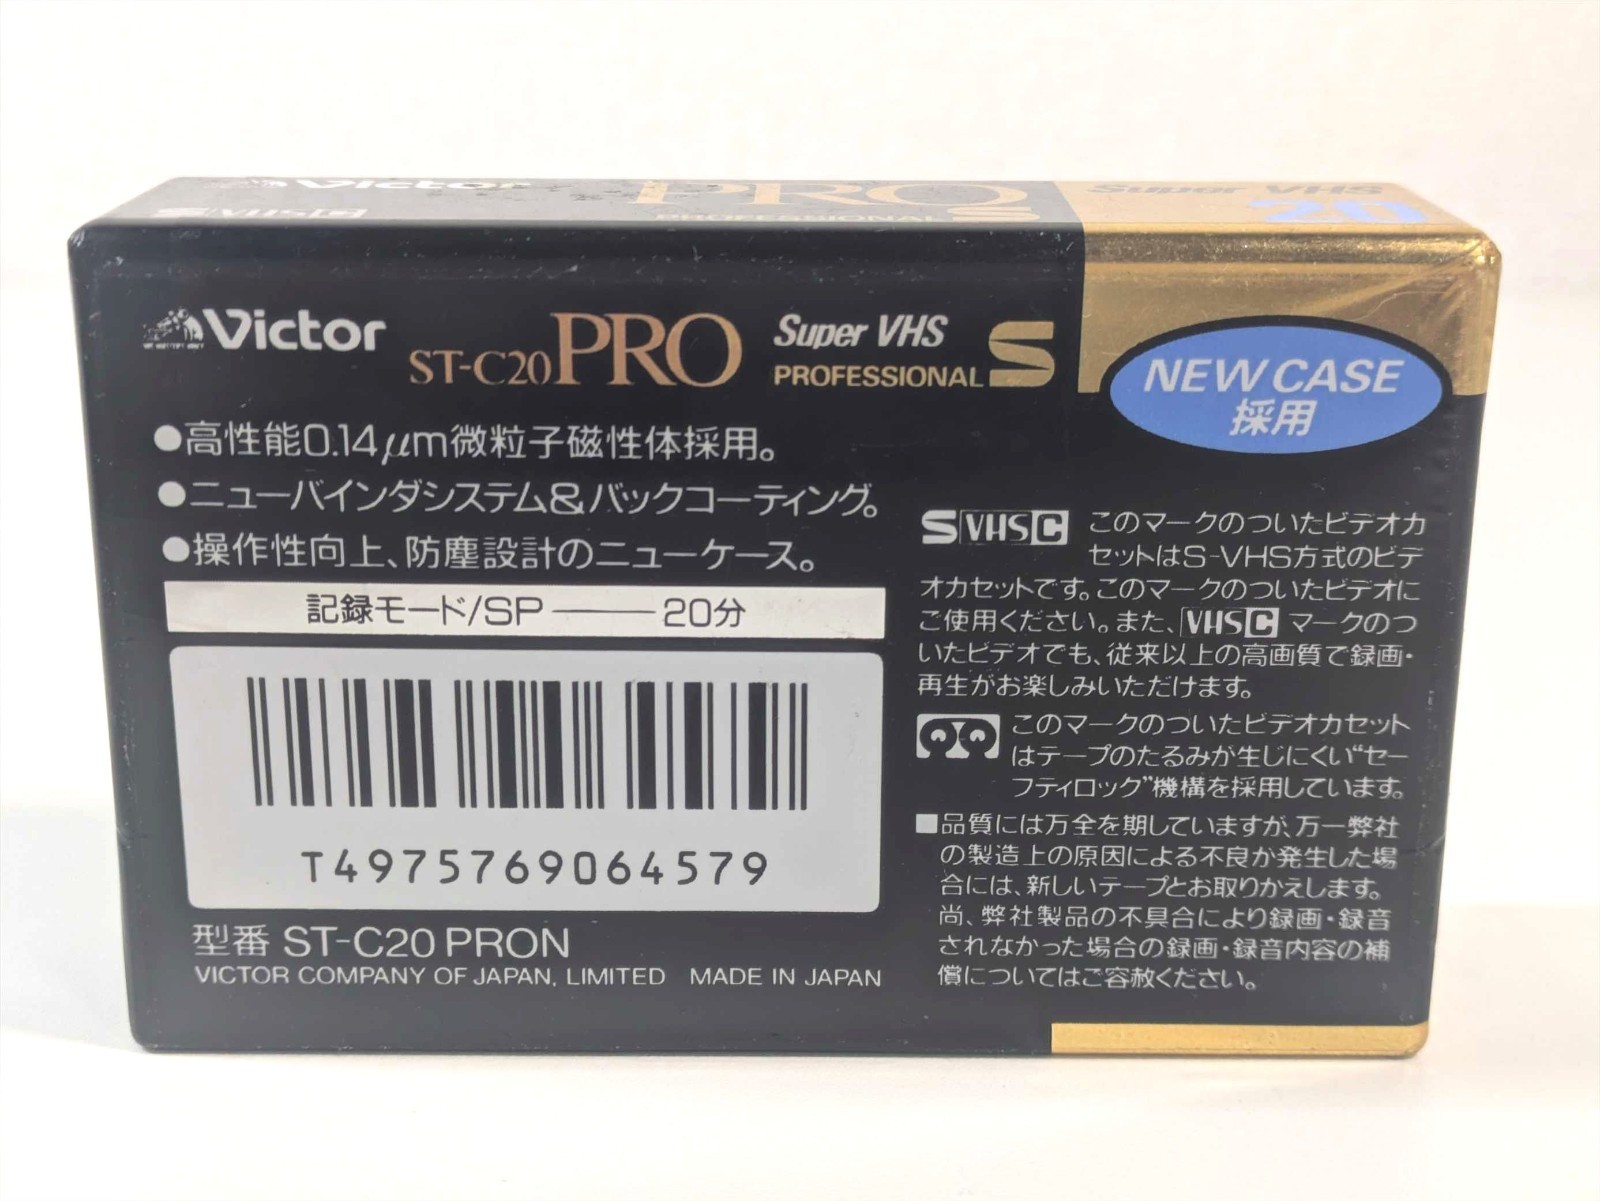 Victor
PRO
PROFESSIONAL S
Super VHS
20
S VHS C
Victor
ST-C20 PRO
Super VHS
PROFESSIONAL S
NEW CASE
採用
●高性能0.14μm微粒子磁性体採用。
●ニューバインダシステム&バックコーティング。
●操作性向上、防塵設計のニューケース。
記録モード/SP ―― 20分
T4975769064579
型番 ST-C20 PRON
VICTOR COMPANY OF JAPAN, LIMITED MADE IN JAPAN
S VHS C このマークのついたビデオカ
セットはS-VHS方式のビデ
オカセットです。このマークのついたビデオに
ご使用ください。また、VHS C マークのつ
いたビデオでも、従来以上の高画質で録画・
再生がお楽しみいただけます。
このマークのついたビデオカセット
はテープのたるみが生じにくい“セー
フティロック”機構を採用しています。
■品質には万全を期していますが、万一弊社
の製造上の原因による不良が発生した場
合には、新しいテープとお取りかえします。
尚、弊社製品の不具合により録画・録音
されなかった場合の録画・録音内容の補
償についてはご容赦ください。